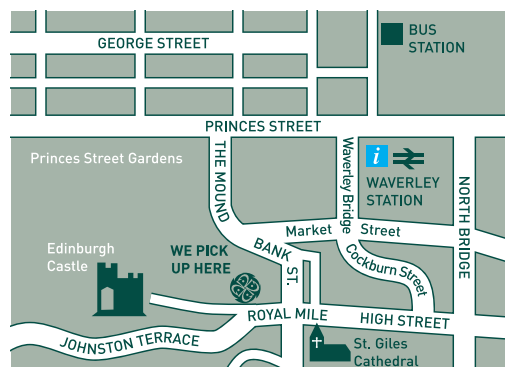 BUS
STATION
GEORGE STREET
PRINCES STREET
Princes Street Gardens
THE MOUND
Waverley Bridge
i
WAVERLEY
STATION
NORTH BRIDGE
Market Street
Edinburgh
Castle
WE PICK
UP HERE
BANK ST.
Cockburn Street
ROYAL MILE
HIGH STREET
JOHNSTON TERRACE
St. Giles
Cathedral